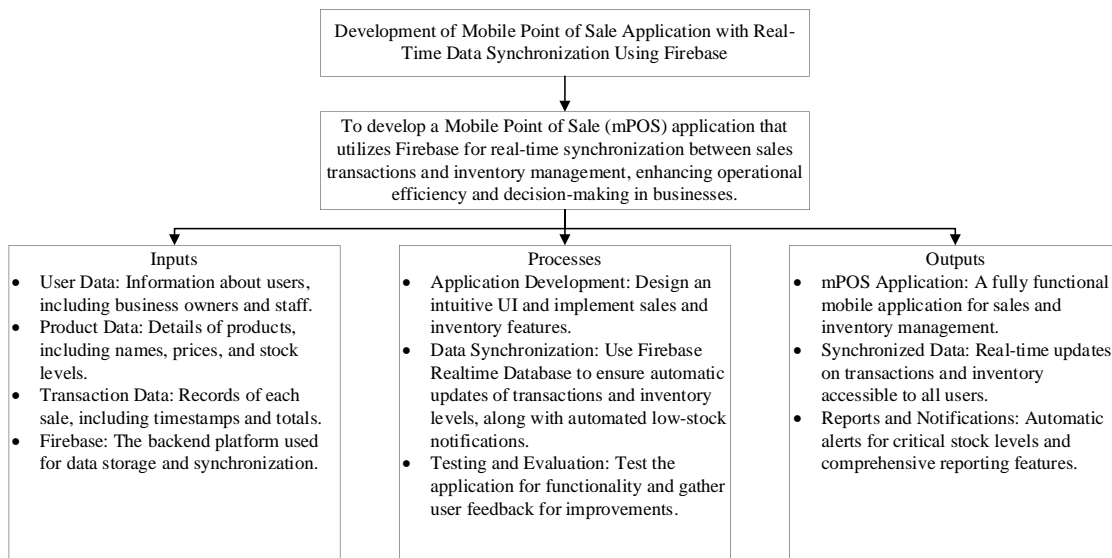 Development of Mobile Point of Sale Application with Real-
Time Data Synchronization Using Firebase
To develop a Mobile Point of Sale (mPOS) application that
utilizes Firebase for real-time synchronization between sales
transactions and inventory management, enhancing operational
efficiency and decision-making in businesses.
Inputs
• User Data: Information about users,
including business owners and staff.
• Product Data: Details of products,
including names, prices, and stock
levels.
• Transaction Data: Records of each
sale, including timestamps and totals.
• Firebase: The backend platform used
for data storage and synchronization.
Processes
• Application Development: Design an
intuitive UI and implement sales and
inventory features.
• Data Synchronization: Use Firebase
Realtime Database to ensure automatic
updates of transactions and inventory
levels, along with automated low-stock
notifications.
• Testing and Evaluation: Test the
application for functionality and gather
user feedback for improvements.
Outputs
• mPOS Application: A fully functional
mobile application for sales and
inventory management.
• Synchronized Data: Real-time updates
on transactions and inventory
accessible to all users.
• Reports and Notifications: Automatic
alerts for critical stock levels and
comprehensive reporting features.